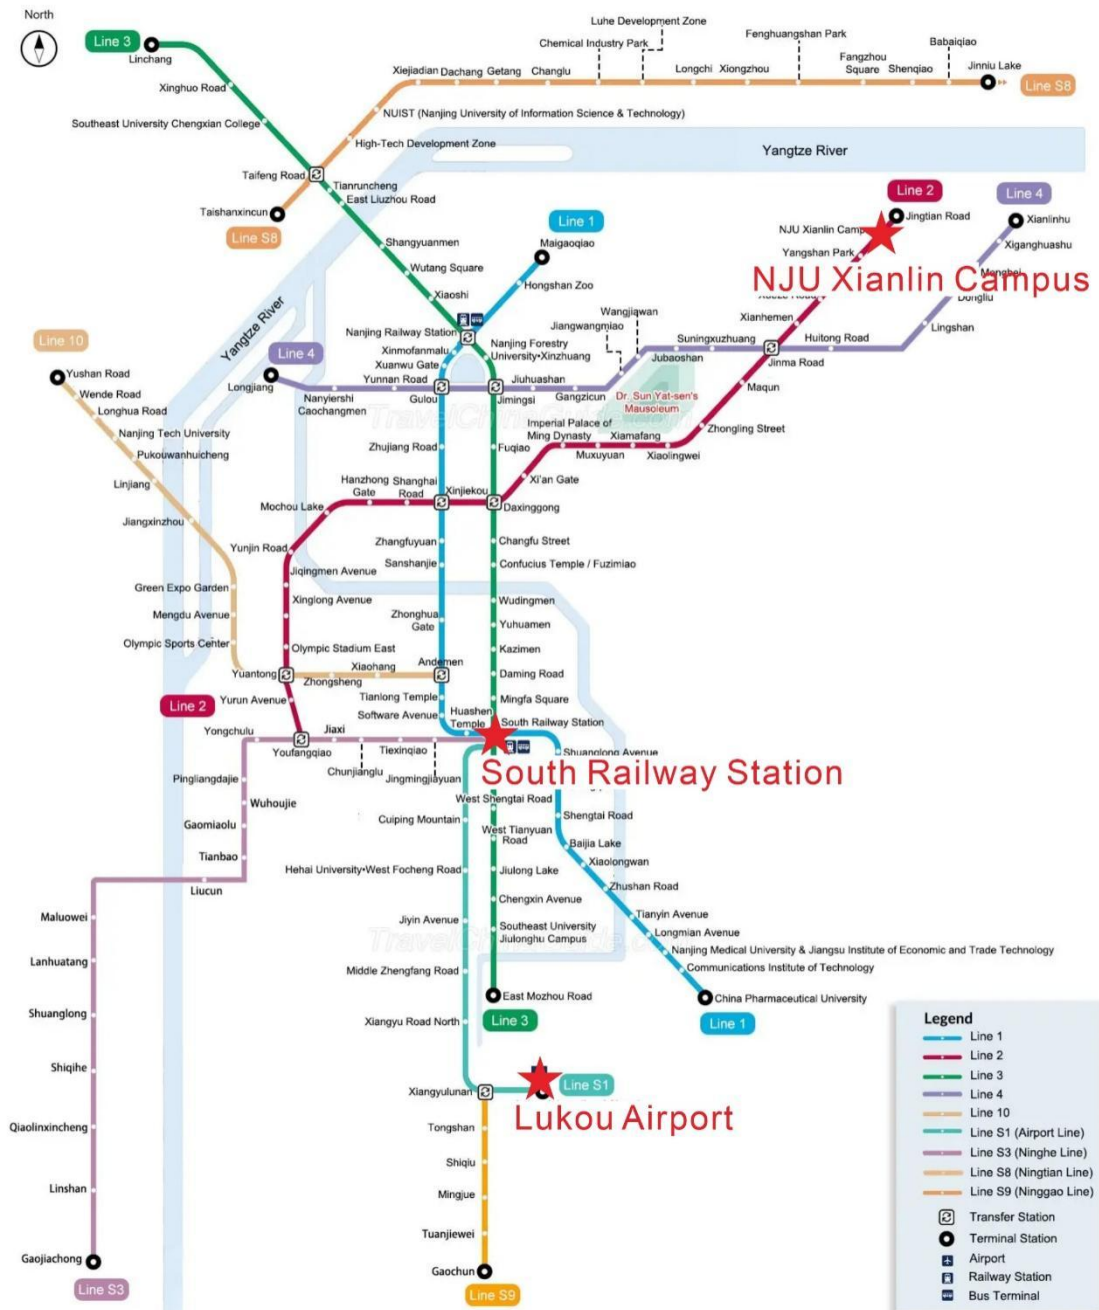 North
Line 3
Linchang
Xinghuo Road
Southeast University Chengxian College
Taifeng Road
Tianruncheng
East Liuzhou Road
Taishanxincun
Line S8
Shangyuanmen
Wutang Square
Xiaoshi
Nanjing Railway Station
Luhe Development Zone
Chemical Industry Park
Fenghuangshan Park
Babaiqiao
Xiejiadian
Dachang
Getang
Changlu
Longchi
Xiongzhou
Fangzhou
Square
Shenqiao
Jinniu Lake
Line S8
NUIST (Nanjing University of Information Science & Technology)
High-Tech Development Zone
Yangtze River
Line 1
Maigaoqiao
Hongshan Zoo
Line 2
Jingtian Road
NJU Xianlin
Yangshan Park
NJU Xianlin Campus
Line 4
Xianlinhu
Xiganghuashu
Lingshan
Huitong Road
Xianhemen
Jinma Road
Yangtze River
Line 10
Yushan Road
Wende Road
Longhua Road
Nanjing Tech University
Pukouwanhuicheng
Linjiang
Jiangxinzhou
Green Expo Garden
Mengdu Avenue
Olympic Sports Center
Line 4
Longjiang
Nanyiershi
Caochangmen
Yunnan Road
Xinmofanmalu
Xuanwu Gate
Gulou
Nanjing Forestry
University•Xinzhuang
Jimingsi
Jiuhuashan
Gangzicun
Jiangwangmiao
Wangjiawan
Jubaoshan
Suningxuzhuang
Dr. Sun Yat-sen's
Mausoleum
TravelChinaGuide.com
Maqun
Zhongling Street
Xiaolingwei
Xiamafang
Muxuyuan
Imperial Palace of
Ming Dynasty
Xi'an Gate
Zhujiang Road
Fuqiao
Hanzhong
Gate
Shanghai
Road
Xinjiekou
Daxinggong
Mochou Lake
Yunjin Road
Jiqingmen Avenue
Xinglong Avenue
Olympic Stadium East
Yuantong
Zhongsheng
Xiaohang
Andemen
Yurun Avenue
Line 2
Zhangfuyuan
Sanshanjie
Zhonghua
Gate
Changfu Street
Confucius Temple / Fuzimiao
Wudingmen
Yuhuamen
Kazimen
Daming Road
Mingfa Square
Tianlong Temple
Software Avenue
Huashen
Temple
South Railway Station
Shuanglong Avenue
South Railway Station
Yongchulu
Youfangqiao
Jiaxi
Chunjianglu
Tiexinqiao
Jingmingjiayuan
Pingliangdajie
Wuhoujie
Gaomiaolu
Tianbao
Liucun
Maluowei
Lanhuatang
Shuanglong
Shiqihe
Qiaolinxincheng
Linshan
Gaojiachong
Line S3
West Shengtai Road
West Tianyuan
Road
Jiulong Lake
Chengxin Avenue
Southeast University
Jiulonghu Campus
East Mozhou Road
Line 3
Cuiping Mountain
Hehai University•West Focheng Road
Jiyin Avenue
Middle Zhengfang Road
Xiangyu Road North
Xiangyulunan
Shengtai Road
Baijia Lake
Xiaolongwan
Zhushan Road
Tianyin Avenue
Longmian Avenue
Nanjing Medical University & Jiangsu Institute of Economic and Trade Technology
Communications Institute of Technology
China Pharmaceutical University
Line 1
TravelChinaGuide.c
Line S1
Lukou Airport
Tongshan
Shiqiu
Mingjue
Tuanjiewei
Gaochun
Line S9
Legend
Line 1
Line 2
Line 3
Line 4
Line 10
Line S1 (Airport Line)
Line S3 (Ninghe Line)
Line S8 (Ningtian Line)
Line S9 (Ninggao Line)
Transfer Station
Terminal Station
Airport
Railway Station
Bus Terminal